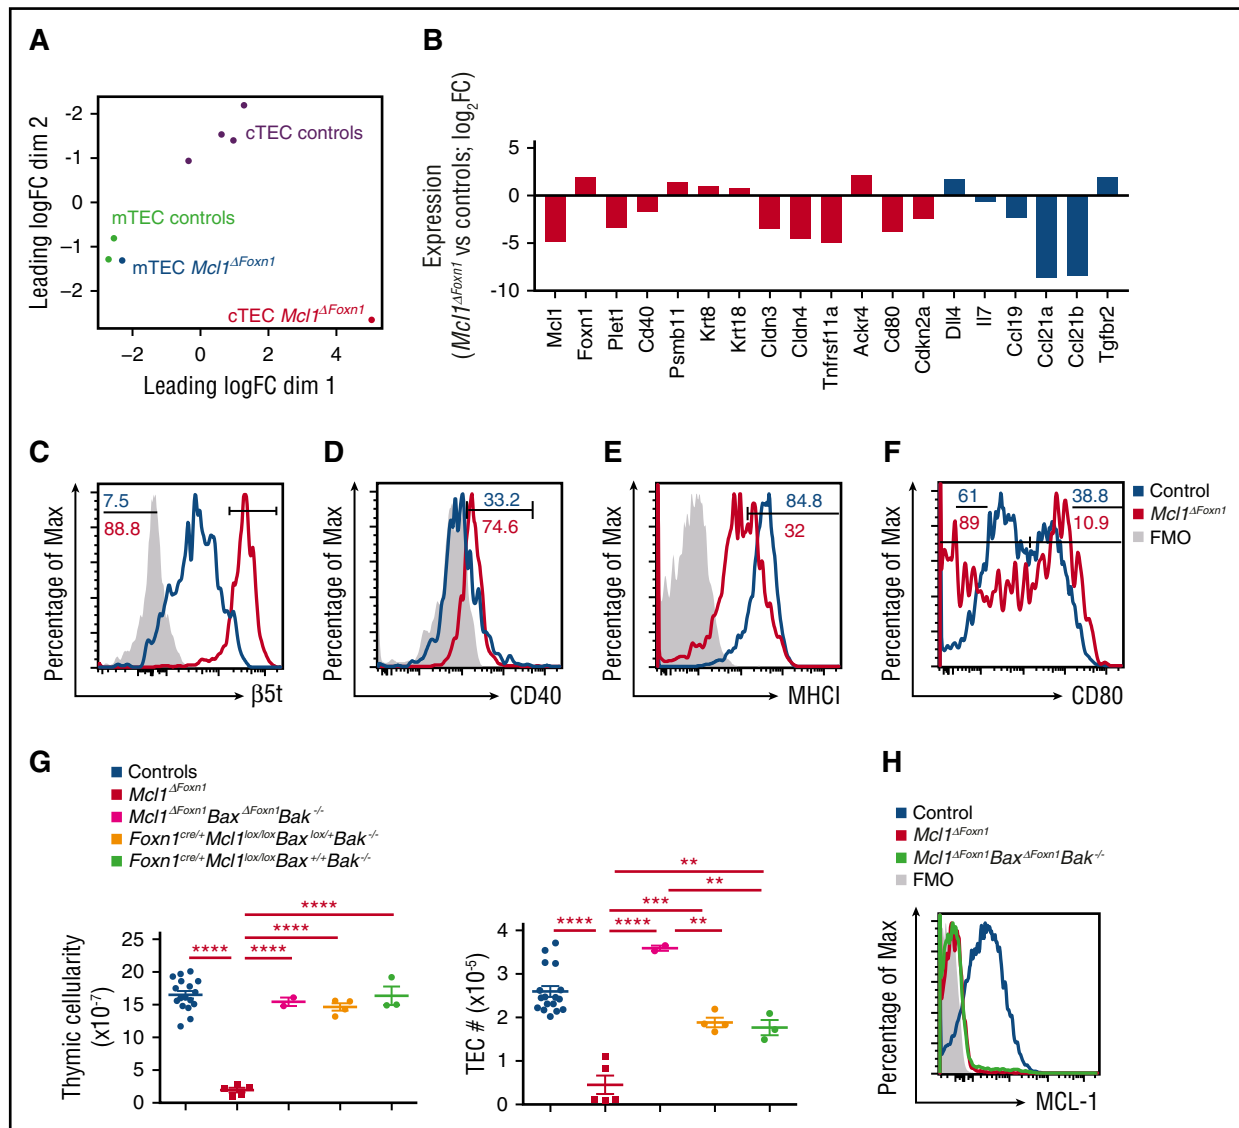 A
B
Leading logFC dim 2
-2
-1
0
−1
−2
cTEC controls
mTEC controls
mTEC Mcl1ΔFoxn1
cTEC Mcl1ΔFoxn1
−2
0
2
4
Leading logFC dim 1
Expression
(Mcl1ΔFoxn1 vs controls; log2FC)
5
0
-5
-10
Mcl1
Foxn1
Plet1
Cd40
Psmb11
Krt8
Krt18
Cldn3
Cldn4
Tnfrsf11a
Ackr4
Cd80
Cdkn2a
Dll4
Il7
Ccl19
Ccl21a
Ccl21b
Tgfbr2
C
D
E
F
Percentage of Max
7.5
88.8
β5t
Percentage of Max
33.2
74.6
CD40
Percentage of Max
84.8
32
MHCI
Percentage of Max
61
89
38.8
10.9
CD80
Control
Mcl1ΔFoxn1
FMO
G
Controls
Mcl1ΔFoxn1
Mcl1ΔFoxn1BaxΔFoxn1Bak-/-
Foxn1cre/+Mcl1lox/loxBaxlox/+Bak-/-
Foxn1cre/+Mcl1lox/loxBax+/+Bak-/-
Thymic cellularity
(x10-7)
25
20
15
10
5
0
****
****
****
****
TEC # (x10-5)
4
3
2
1
0
**
**
***
****
****
**
H
Control
Mcl1ΔFoxn1
Mcl1ΔFoxn1BaxΔFoxn1Bak-/-
FMO
Percentage of Max
MCL-1